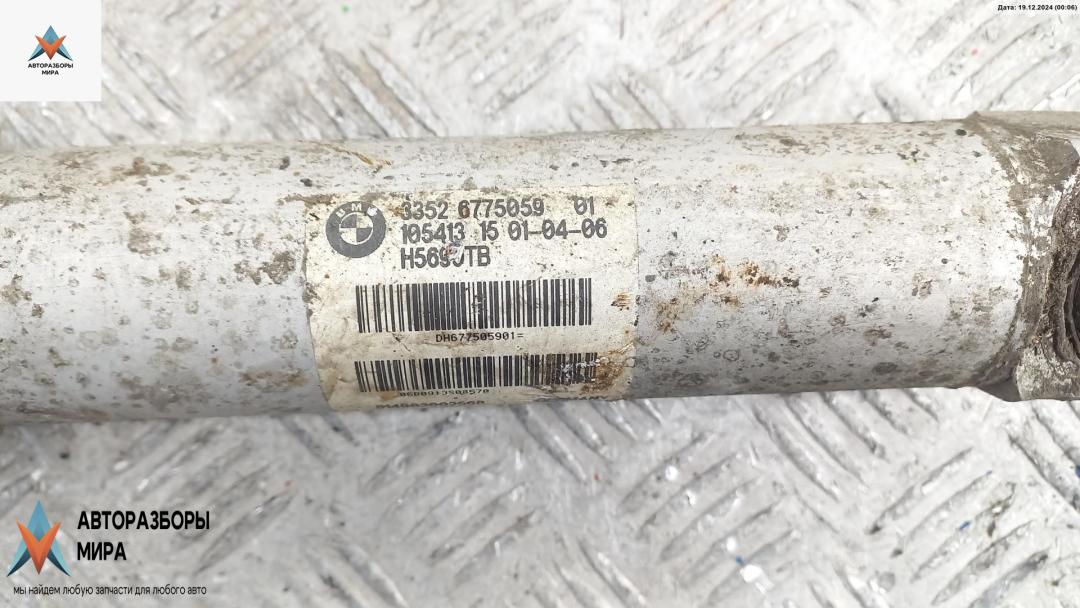 Дата: 19.12.2024 (00:06)
АВТОРАЗБОРЫ
МИРА
BMW
3352 6775059 01
105413 15 01-04-06
DH677505901=
АВТОРАЗБОРЫ
МИРА
мы найдем любую запчасти для любого авто